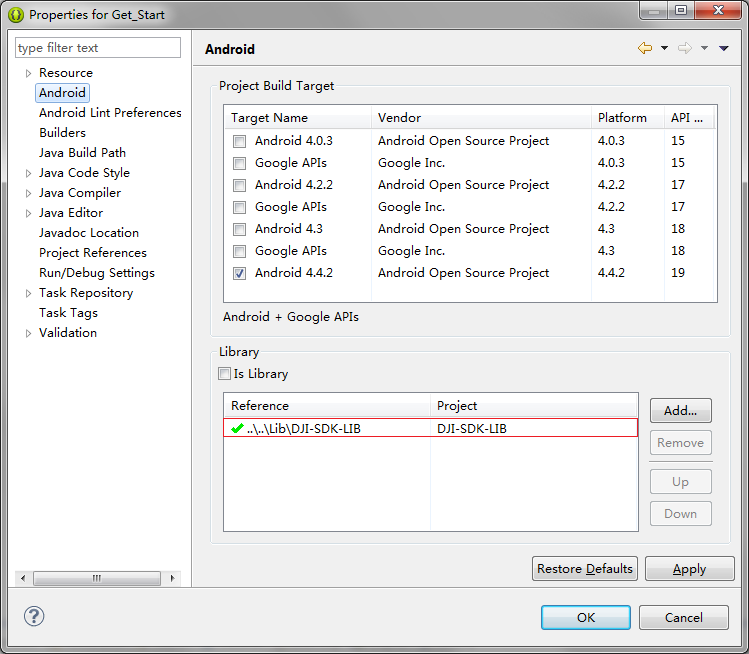 Properties for Get_Start
type filter text
Resource
Android
Android Lint Preferences
Builders
Java Build Path
Java Code Style
Java Compiler
Java Editor
Javadoc Location
Project References
Run/Debug Settings
Task Repository
Task Tags
Validation
Android
Project Build Target
Target Name Vendor Platform API ...
Android 4.0.3 Android Open Source Project 4.0.3 15
Google APIs Google Inc. 4.0.3 15
Android 4.2.2 Android Open Source Project 4.2.2 17
Google APIs Google Inc. 4.2.2 17
Android 4.3 Android Open Source Project 4.3 18
Google APIs Google Inc. 4.3 18
Android 4.4.2 Android Open Source Project 4.4.2 19
Android + Google APIs
Library
Is Library
Reference Project
..\..\Lib\DJI-SDK-LIB DJI-SDK-LIB
Add...
Remove
Up
Down
Restore Defaults Apply
OK Cancel